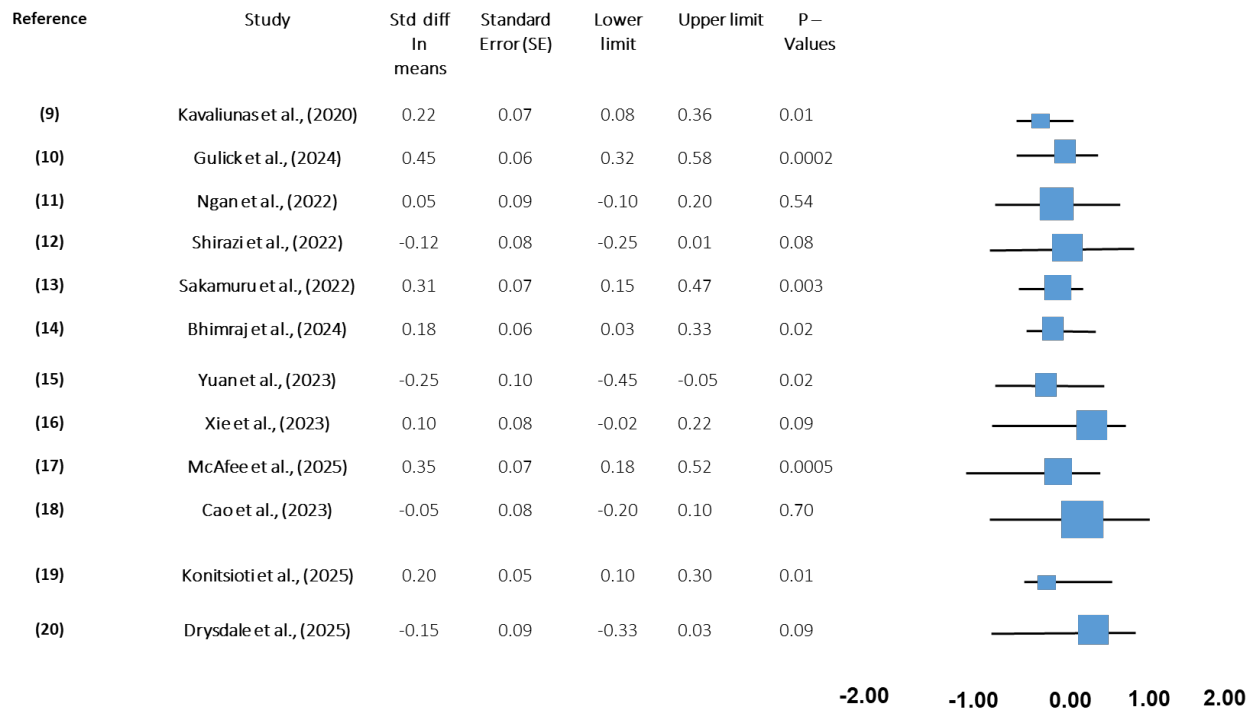 Reference Study Std diff In means Standard Error (SE) Lower limit Upper limit P – Values
(9) Kavaliunas et al., (2020) 0.22 0.07 0.08 0.36 0.01
(10) Gulick et al., (2024) 0.45 0.06 0.32 0.58 0.0002
(11) Ngan et al., (2022) 0.05 0.09 -0.10 0.20 0.54
(12) Shirazi et al., (2022) -0.12 0.08 -0.25 0.01 0.08
(13) Sakamuru et al., (2022) 0.31 0.07 0.15 0.47 0.003
(14) Bhimraj et al., (2024) 0.18 0.06 0.03 0.33 0.02
(15) Yuan et al., (2023) -0.25 0.10 -0.45 -0.05 0.02
(16) Xie et al., (2023) 0.10 0.08 -0.02 0.22 0.09
(17) McAfee et al., (2025) 0.35 0.07 0.18 0.52 0.0005
(18) Cao et al., (2023) -0.05 0.08 -0.20 0.10 0.70
(19) Konitsioti et al., (2025) 0.20 0.05 0.10 0.30 0.01
(20) Drysdale et al., (2025) -0.15 0.09 -0.33 0.03 0.09
-2.00 -1.00 0.00 1.00 2.00